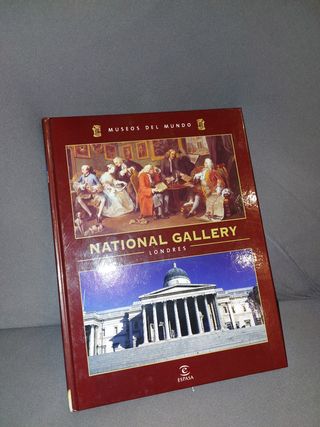 MUSEOS DEL MUNDO
NATIONAL GALLERY
LONDRES
ESPASA